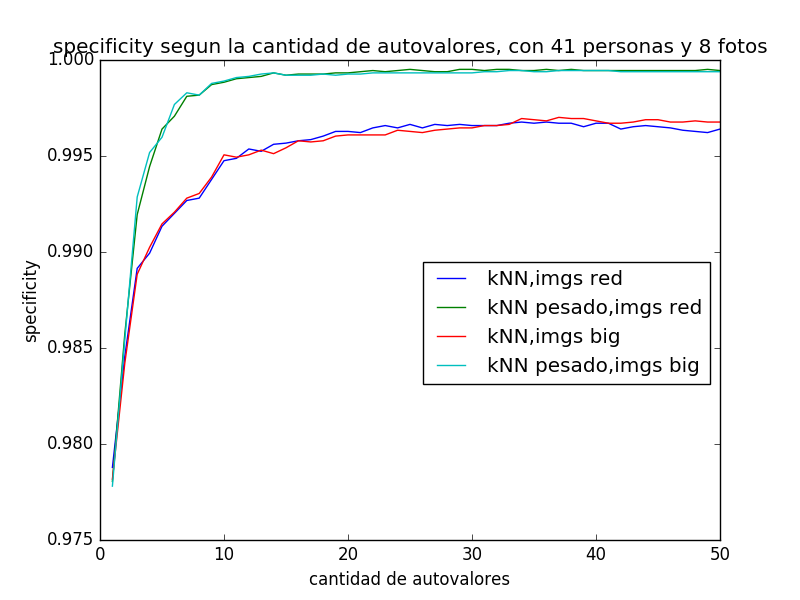 specificity segun la cantidad de autovalores, con 41 personas y 8 fotos
1.000
0.995
0.990
0.985
0.980
0.975
specificity
kNN,imgs red
kNN pesado,imgs red
kNN,imgs big
kNN pesado,imgs big
0 10 20 30 40 50
cantidad de autovalores